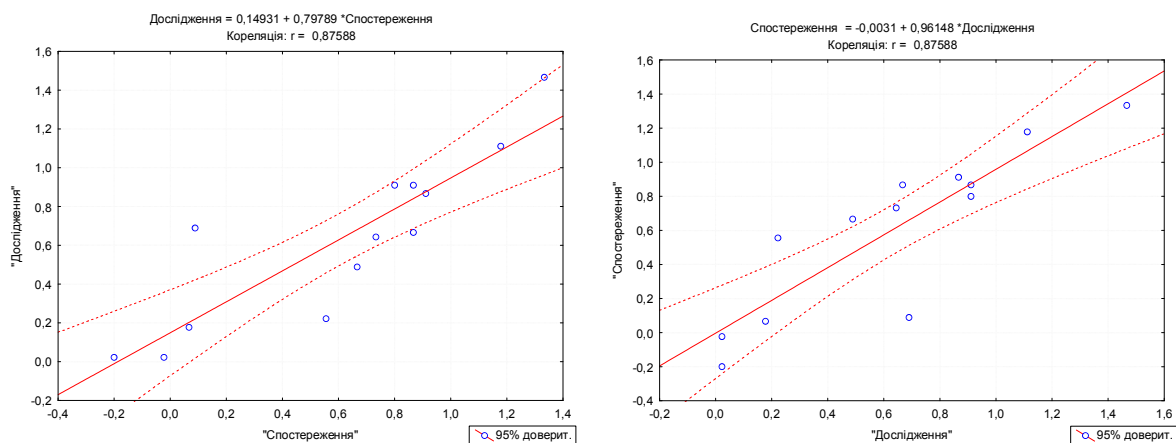 Дослідження = 0,14931 + 0,79789 *Спостереження
Кореляція: r = 0,87588
1,6
1,4
1,2
1,0
0,8
0,6
0,4
0,2
0,0
-0,2
"Дослідження"
-0,4 -0,2 0,0 0,2 0,4 0,6 0,8 1,0 1,2 1,4
"Спостереження"
95% доверит.
Спостереження = -0,0031 + 0,96148 *Дослідження
Кореляція: r = 0,87588
1,6
1,4
1,2
1,0
0,8
0,6
0,4
0,2
0,0
-0,2
-0,4
"Спостереження"
-0,2 0,0 0,2 0,4 0,6 0,8 1,0 1,2 1,4 1,6
"Дослідження"
95% доверит.